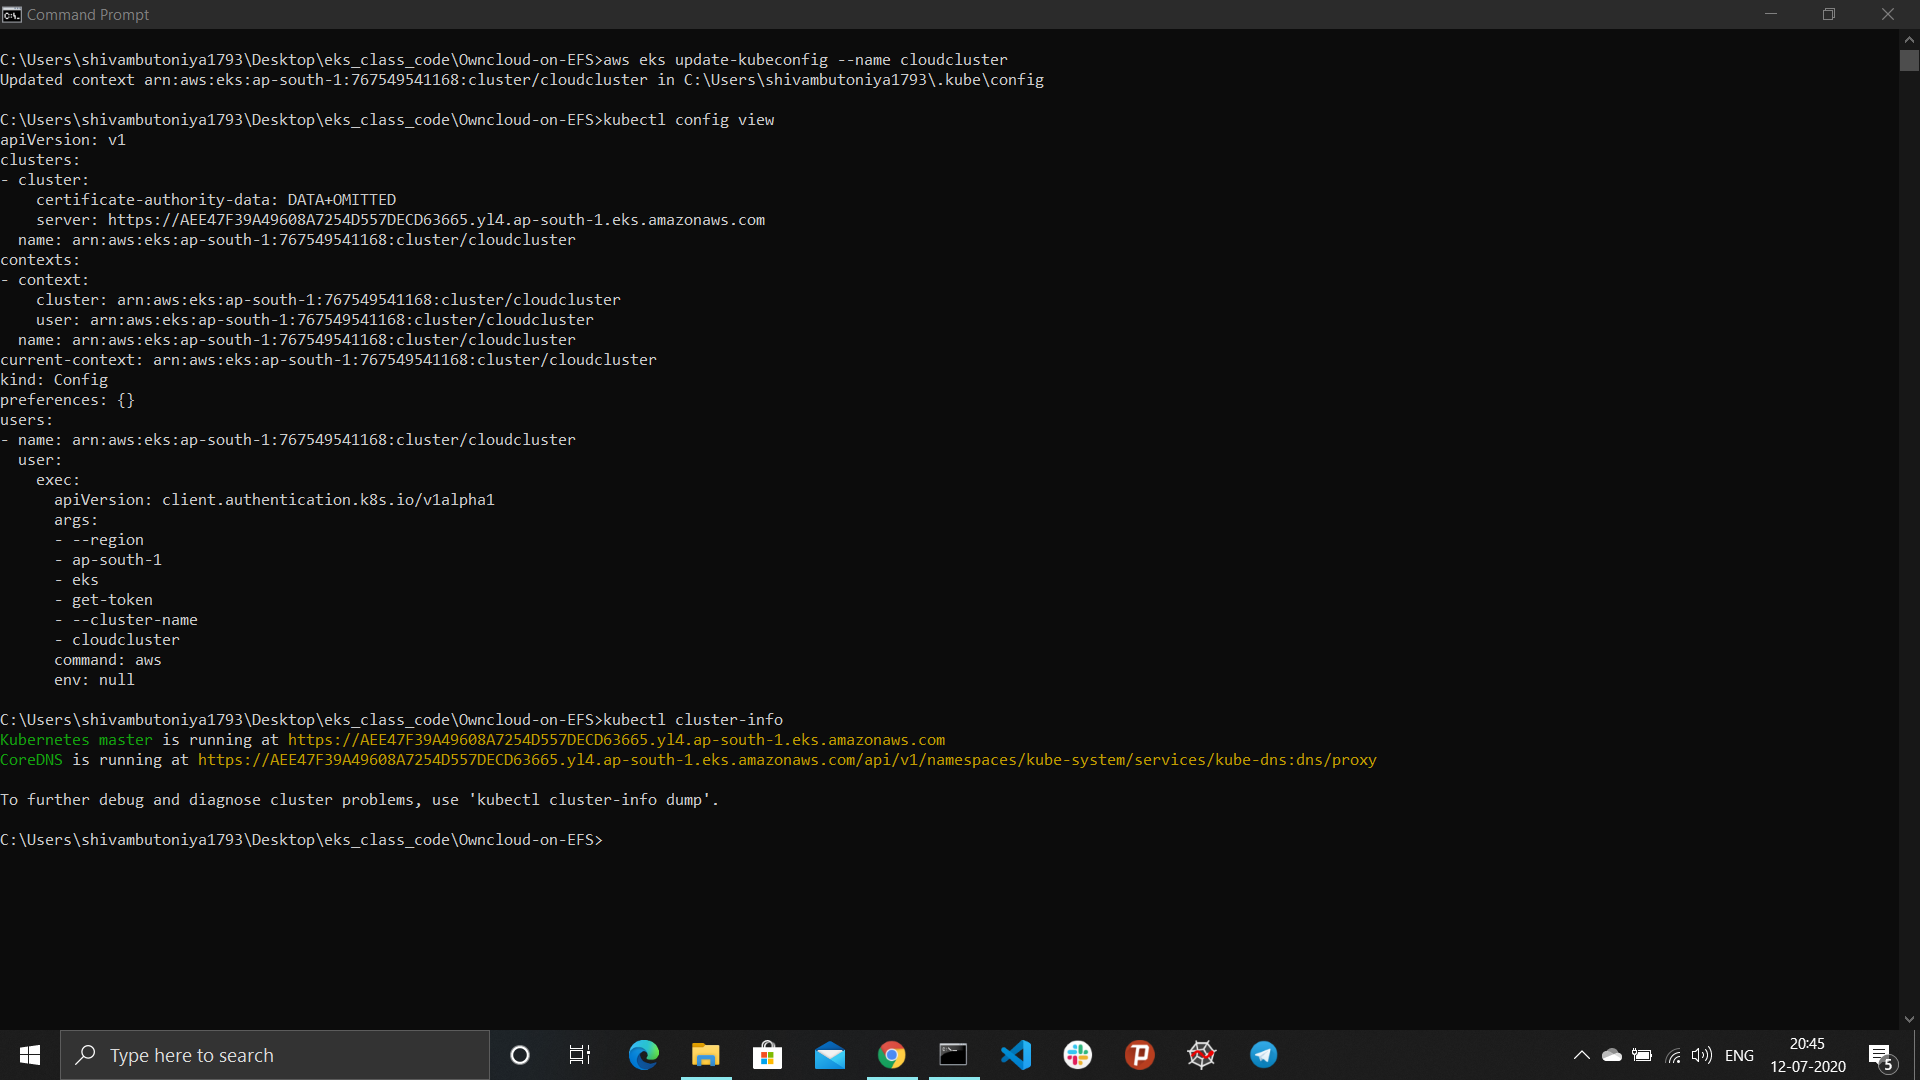 Command Prompt
C:\Users\shivambutoniya1793\Desktop\eks_class_code\Owncloud-on-EFS>aws eks update-kubeconfig --name cloudcluster
Updated context arn:aws:eks:ap-south-1:767549541168:cluster/cloudcluster in C:\Users\shivambutoniya1793\.kube\config
C:\Users\shivambutoniya1793\Desktop\eks_class_code\Owncloud-on-EFS>kubectl config view
apiVersion: v1
clusters:
- cluster:
    certificate-authority-data: DATA+OMITTED
    server: https://AEE47F39A49608A7254D557DECD63665.yl4.ap-south-1.eks.amazonaws.com
  name: arn:aws:eks:ap-south-1:767549541168:cluster/cloudcluster
contexts:
- context:
    cluster: arn:aws:eks:ap-south-1:767549541168:cluster/cloudcluster
    user: arn:aws:eks:ap-south-1:767549541168:cluster/cloudcluster
  name: arn:aws:eks:ap-south-1:767549541168:cluster/cloudcluster
current-context: arn:aws:eks:ap-south-1:767549541168:cluster/cloudcluster
kind: Config
preferences: {}
users:
- name: arn:aws:eks:ap-south-1:767549541168:cluster/cloudcluster
  user:
    exec:
      apiVersion: client.authentication.k8s.io/v1alpha1
      args:
      - --region
      - ap-south-1
      - eks
      - get-token
      - --cluster-name
      - cloudcluster
      command: aws
      env: null
C:\Users\shivambutoniya1793\Desktop\eks_class_code\Owncloud-on-EFS>kubectl cluster-info
Kubernetes master is running at https://AEE47F39A49608A7254D557DECD63665.yl4.ap-south-1.eks.amazonaws.com
CoreDNS is running at https://AEE47F39A49608A7254D557DECD63665.yl4.ap-south-1.eks.amazonaws.com/api/v1/namespaces/kube-system/services/kube-dns:dns/proxy
To further debug and diagnose cluster problems, use 'kubectl cluster-info dump'.
C:\Users\shivambutoniya1793\Desktop\eks_class_code\Owncloud-on-EFS>
Type here to search
ENG
20:45
12-07-2020
5